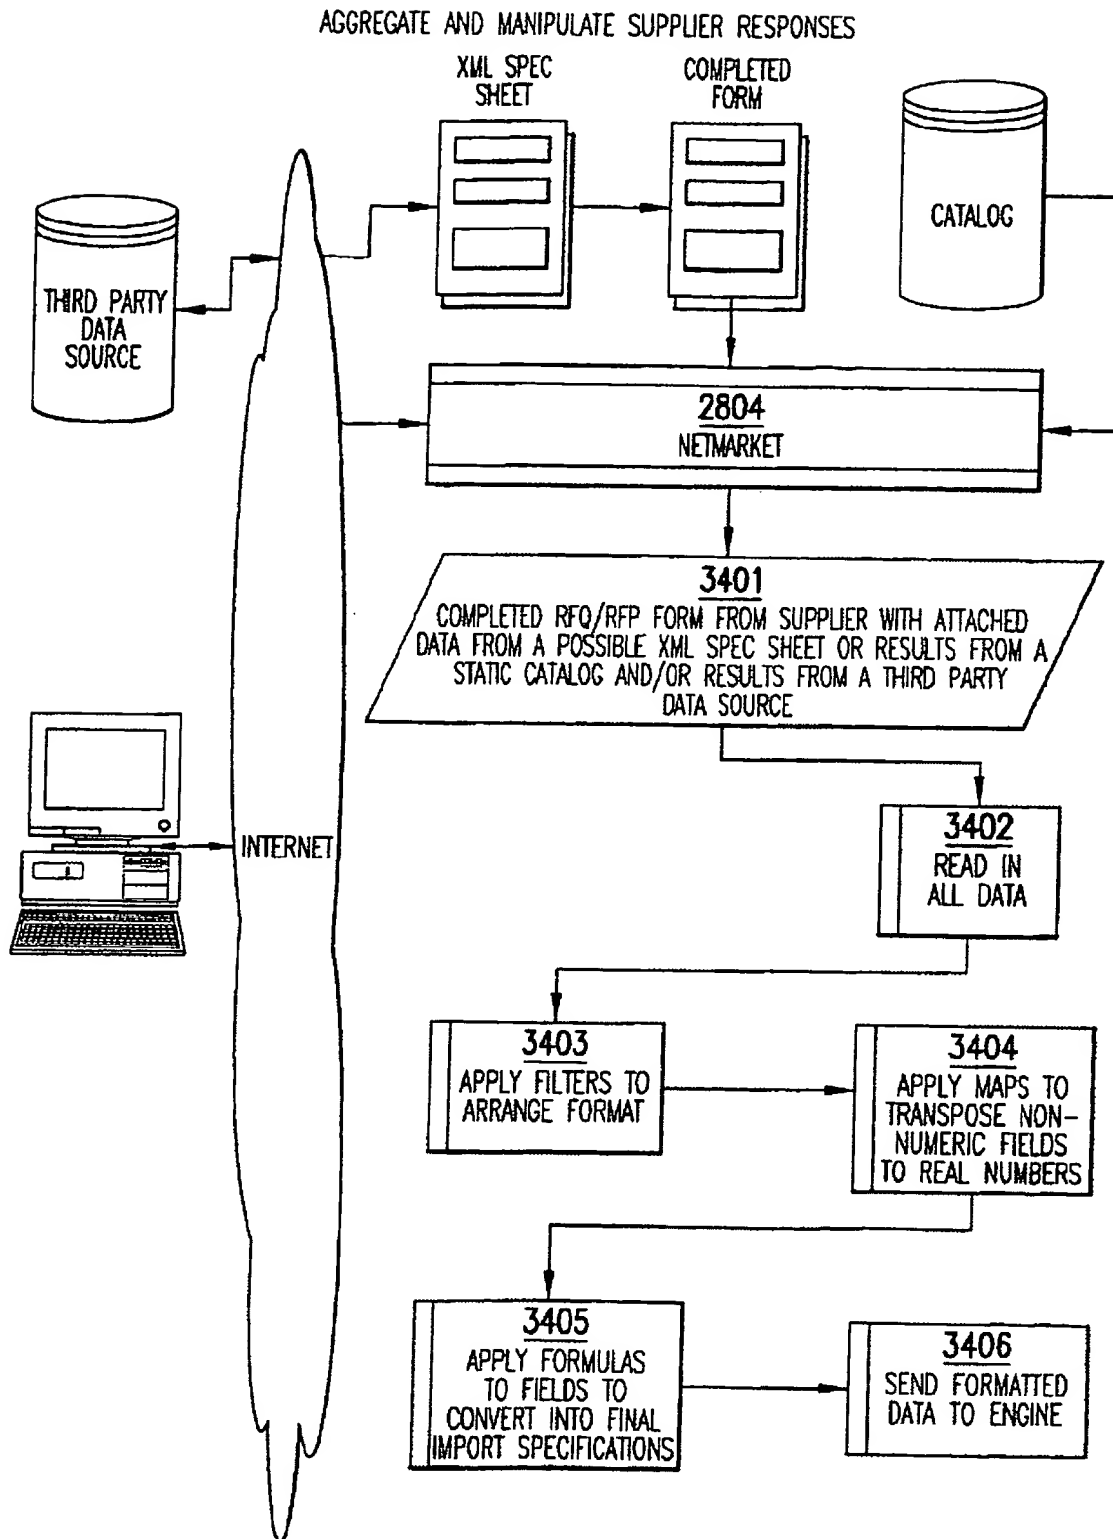 AGGREGATE AND MANIPULATE SUPPLIER RESPONSES
XML SPEC
SHEET
COMPLETED
FORM
CATALOG
THIRD PARTY
DATA
SOURCE
2804
NETMARKET
3401
COMPLETED RFQ/RFP FORM FROM SUPPLIER WITH ATTACHED
DATA FROM A POSSIBLE XML SPEC SHEET OR RESULTS FROM A
STATIC CATALOG AND/OR RESULTS FROM A THIRD PARTY
DATA SOURCE
INTERNET
3402
READ IN
ALL DATA
3403
APPLY FILTERS TO
ARRANGE FORMAT
3404
APPLY MAPS TO
TRANSPOSE NON-
NUMERIC FIELDS
TO REAL NUMBERS
3405
APPLY FORMULAS
TO FIELDS TO
CONVERT INTO FINAL
IMPORT SPECIFICATIONS
3406
SEND FORMATTED
DATA TO ENGINE